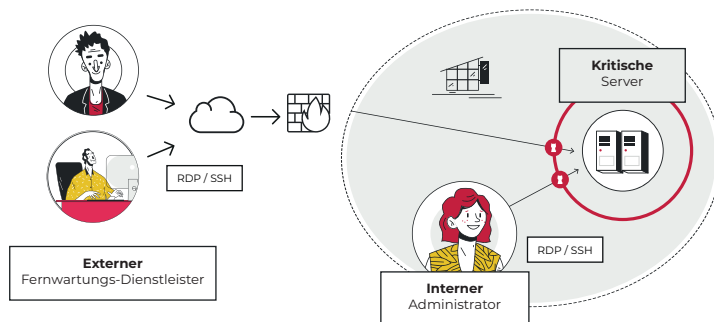 Kritische
Server
RDP / SSH
Externer
Fernwartungs-Dienstleister
RDP / SSH
Interner
Administrator